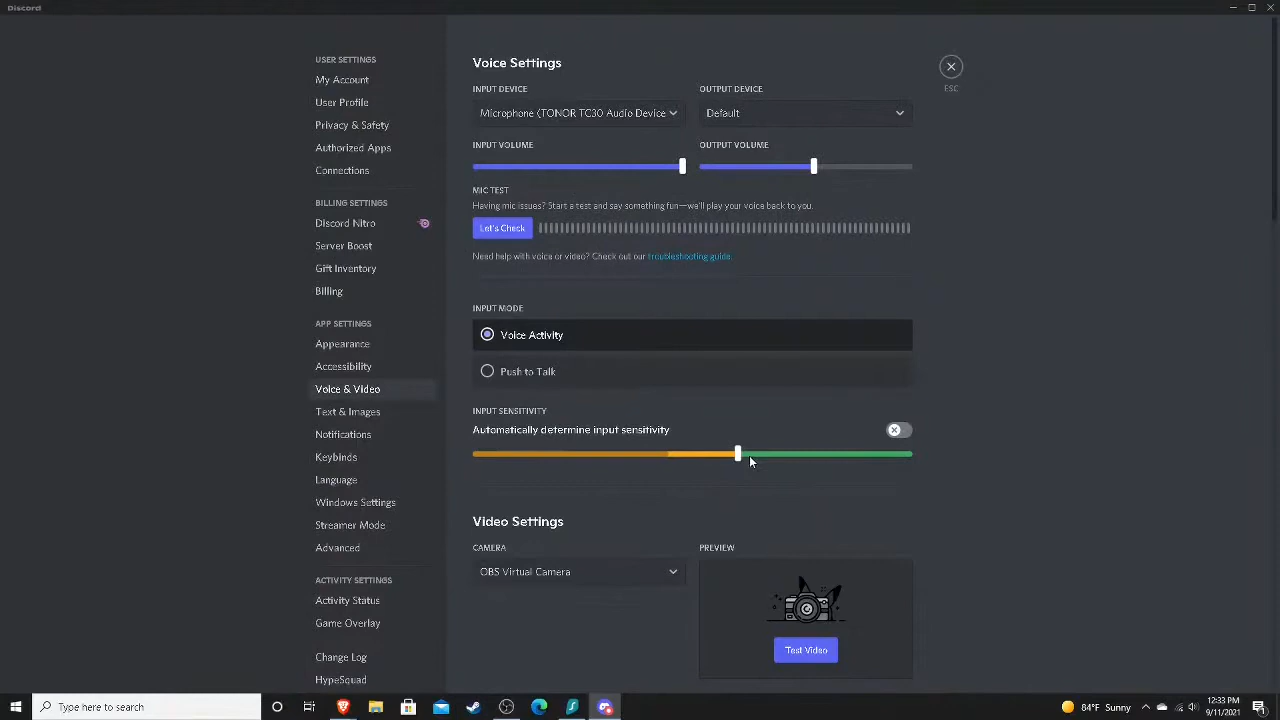 Discord
USER SETTINGS
My Account
User Profile
Privacy & Safety
Authorized Apps
Connections
BILLING SETTINGS
Discord Nitro
Server Boost
Gift Inventory
Billing
APP SETTINGS
Appearance
Accessibility
Voice & Video
Text & Images
Notifications
Keybinds
Language
Windows Settings
Streamer Mode
Advanced
ACTIVITY SETTINGS
Activity Status
Game Overlay
Change Log
HypeSquad
Voice Settings
ESC
INPUT DEVICE
OUTPUT DEVICE
Microphone (TONOR TC30 Audio Device
Default
INPUT VOLUME
OUTPUT VOLUME
MIC TEST
Having mic issues? Start a test and say something fun—we'll play your voice back to you.
Let's Check
Need help with voice or video? Check out our troubleshooting guide.
INPUT MODE
Voice Activity
Push to Talk
INPUT SENSITIVITY
Automatically determine input sensitivity
Video Settings
CAMERA
PREVIEW
OBS Virtual Camera
Test Video
Type here to search
84°F Sunny
12:33 PM
9/11/2021